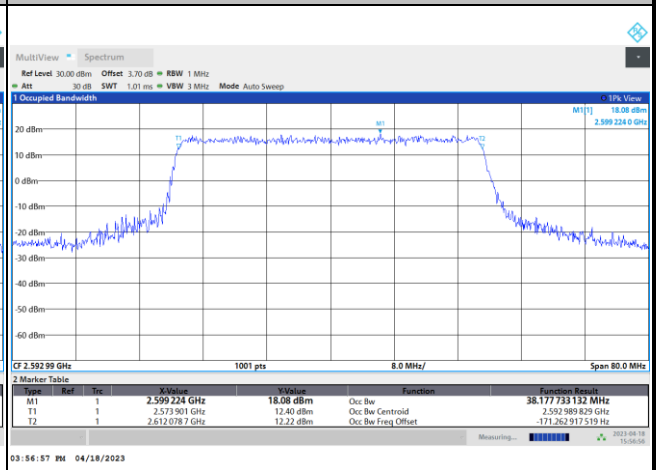 MultiView Spectrum
Ref Level 30.00 dBm Offset 3.70 dB RBW 1 MHz
Att 30 dB SWT 1.01 ms VBW 3 MHz Mode Auto Sweep
1 Occupied Bandwidth 1Pk View
M1[1] 18.08 dBm
2.599 224 0 GHz
M1
T1 T2
20 dBm
10 dBm
0 dBm
-10 dBm
-20 dBm
-30 dBm
-40 dBm
-50 dBm
-60 dBm
CF 2.592 99 GHz 1001 pts 8.0 MHz/ Span 80.0 MHz
2 Marker Table
Type Ref Trc X-Value Y-Value Function Function Result
M1 1 2.599 224 GHz 18.08 dBm Occ Bw 38.177 733 132 MHz
T1 1 2.573 901 GHz 12.40 dBm Occ Bw Centroid 2.592 989 829 GHz
T2 1 2.612 078 7 GHz 12.22 dBm Occ Bw Freq Offset -171.262 917 519 Hz
Measuring... 2023-04-18
15:56:56
03:56:57 PM 04/18/2023